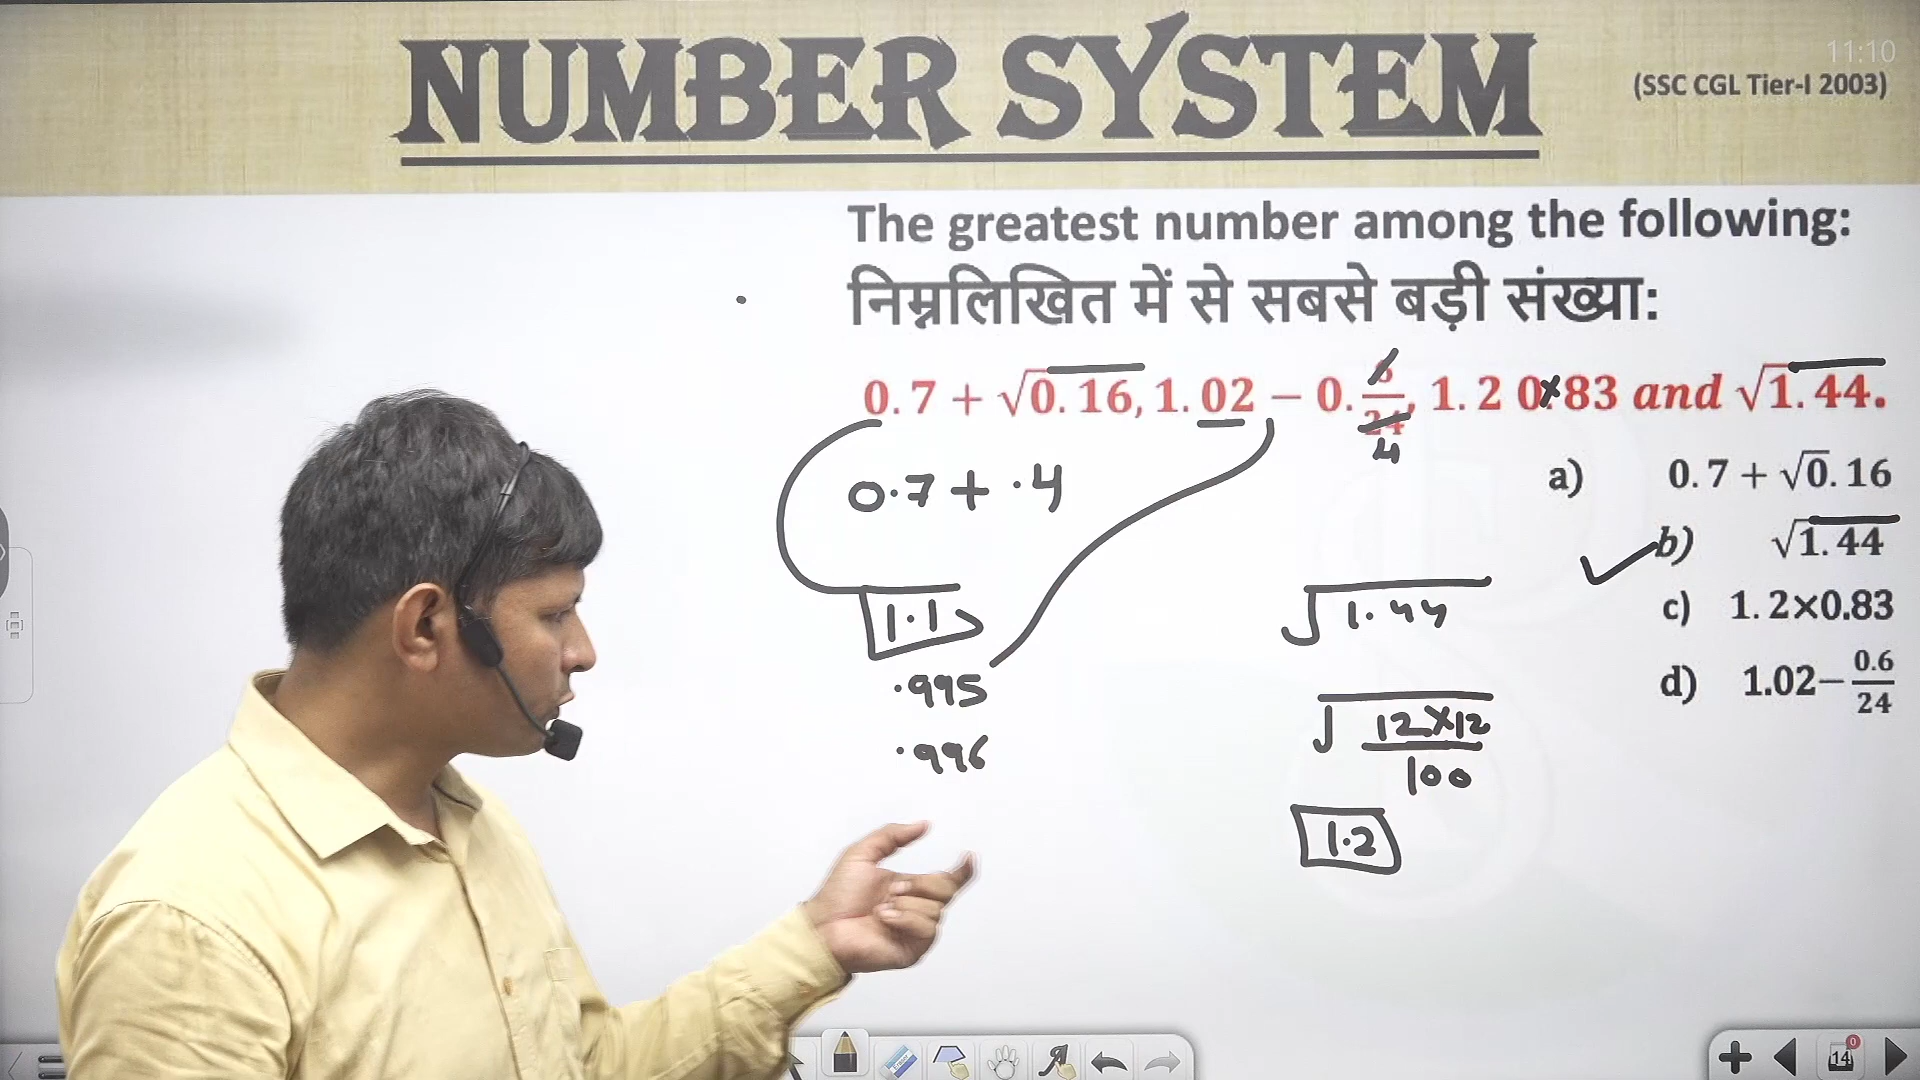 NUMBER SYSTEM
11:10
(SSC CGL Tier-I 2003)
The greatest number among the following:
निम्नलिखित में से सबसे बड़ी संख्या:
0.7 + √0.16, 1.02 − 0.6/24, 1.2 0.×83 and √1.44.
4
0.7 + .4
a) 0.7 + √0.16
b) √1.44
c) 1.2×0.83
d) 1.02− 0.6/24
1.1
.995
.996
√1.44
√12×12/100
1.2
14
0